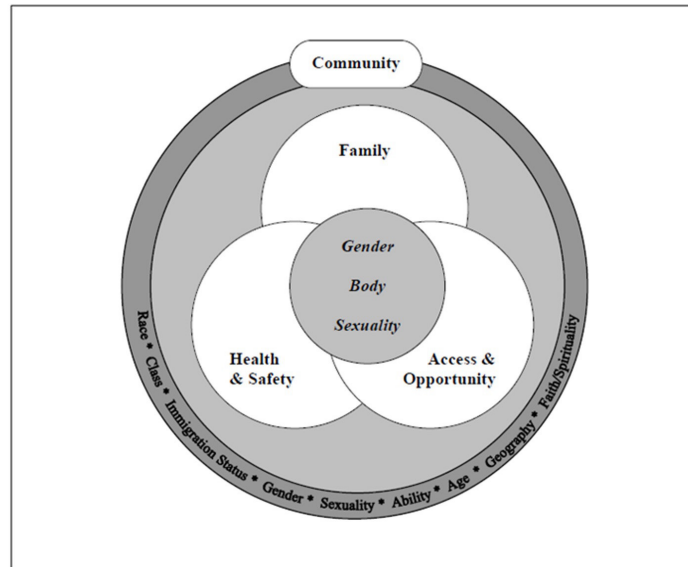 Community
Family
Gender
Body
Sexuality
Health
& Safety
Access &
Opportunity
Race * Class * Immigration Status * Gender * Sexuality * Ability * Age * Geography * Faith/Spirituality